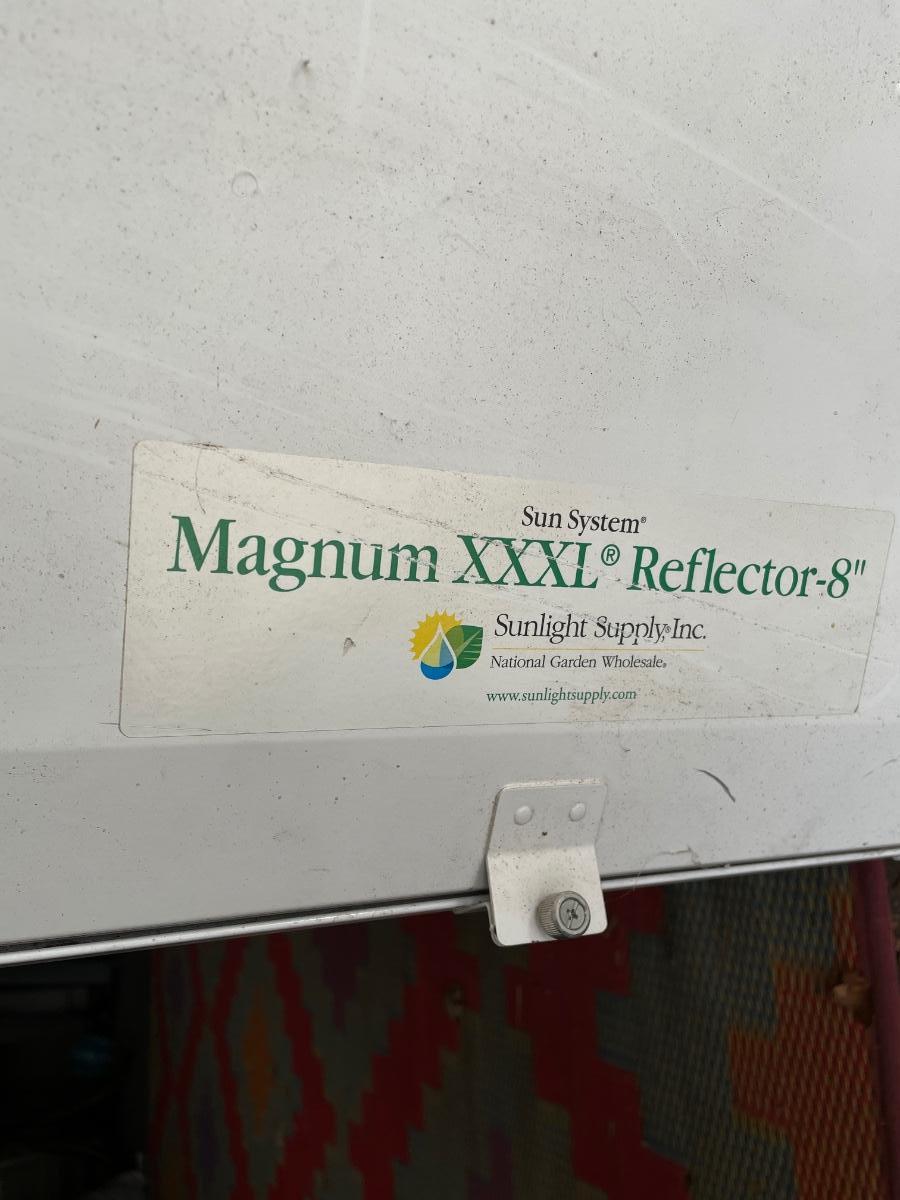 Sun System®
Magnum XXXL® Reflector-8"
Sunlight Supply,® Inc.
National Garden Wholesale®
www.sunlightsupply.com